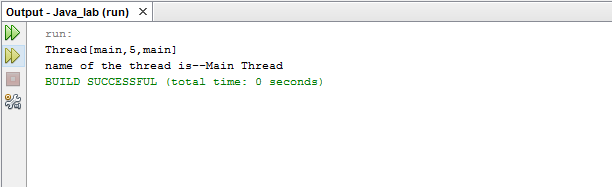 Output - Java_lab (run)
run:
Thread[main,5,main]
name of the thread is--Main Thread
BUILD SUCCESSFUL (total time: 0 seconds)